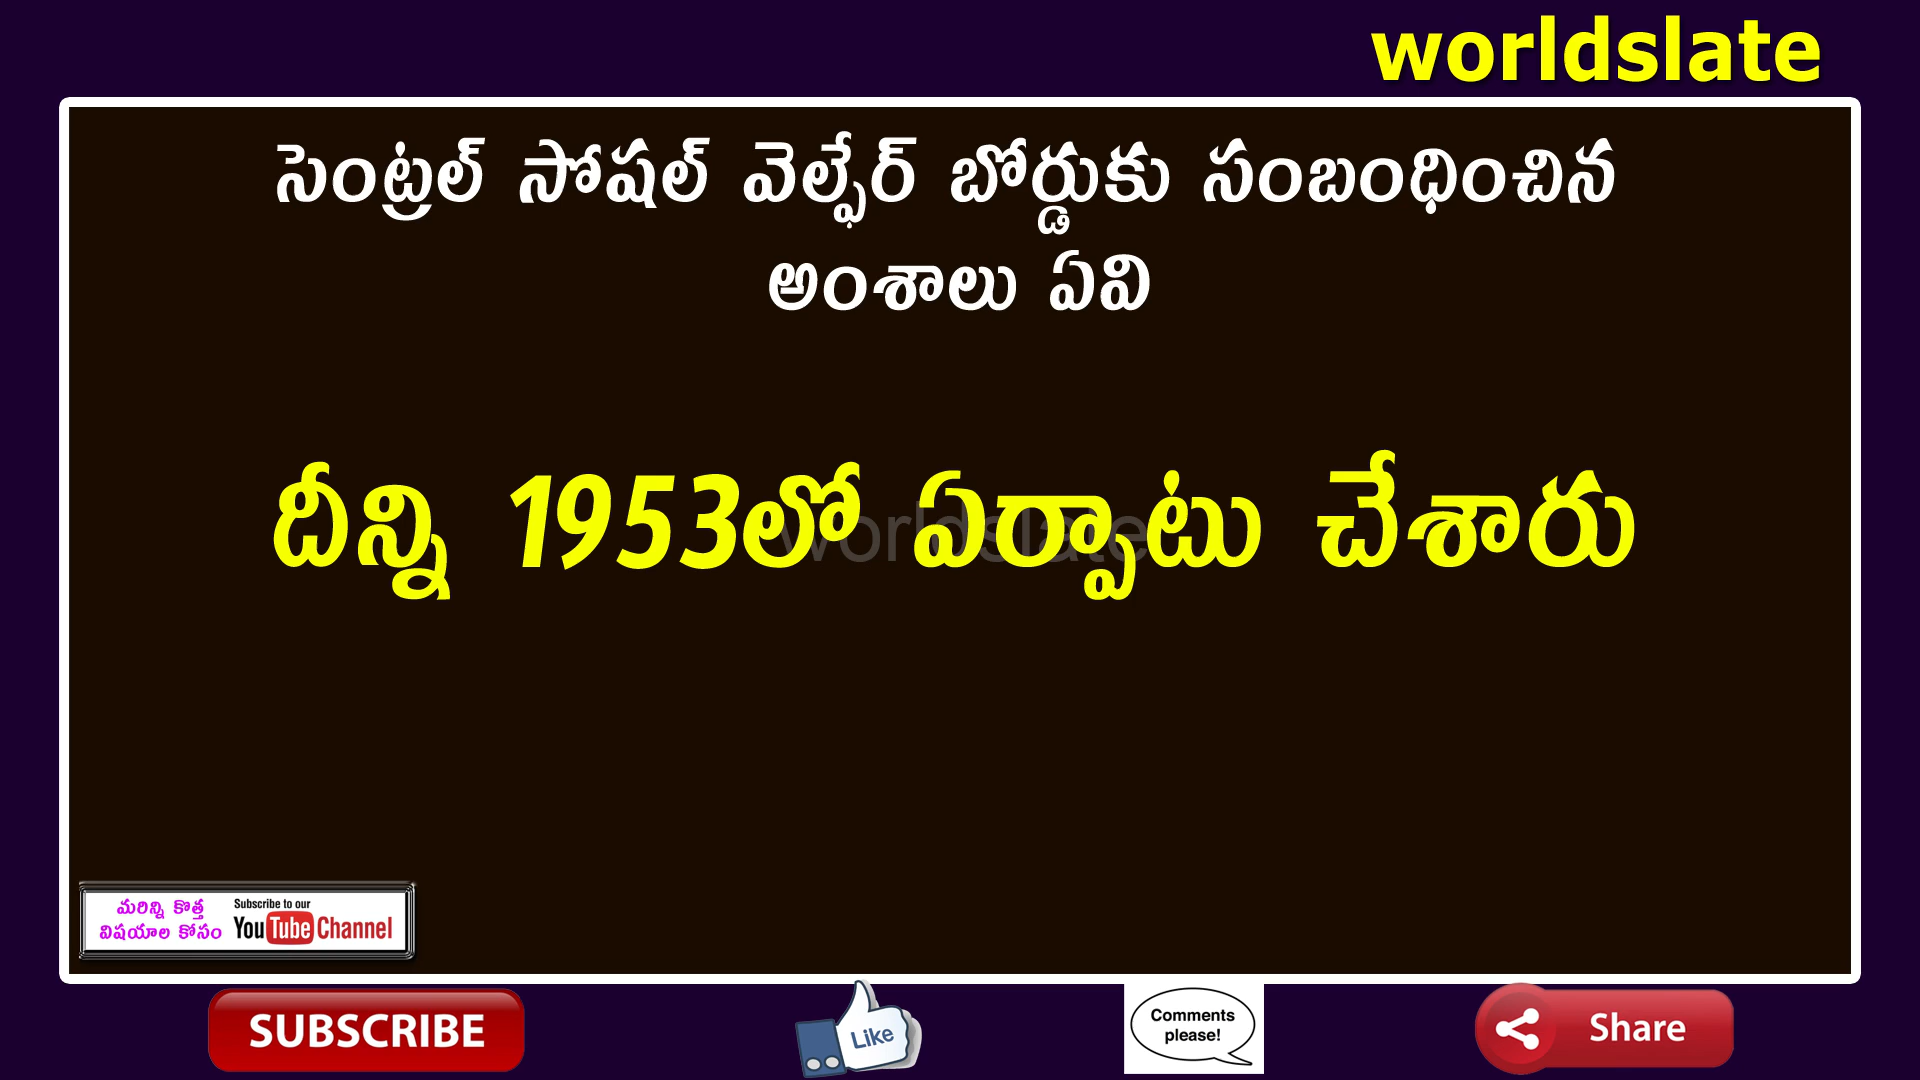 worldslate
సెంట్రల్ సోషల్ వెల్ఫేర్ బోర్డుకు సంబంధించిన
అంశాలు ఏవి
దీన్ని 1953లో ఏర్పాటు చేశారు
worldslate
మరిన్ని కొత్త
విషయాల కోసం
Subscribe to our
YouTube Channel
SUBSCRIBE
Like
Comments
please!
Share